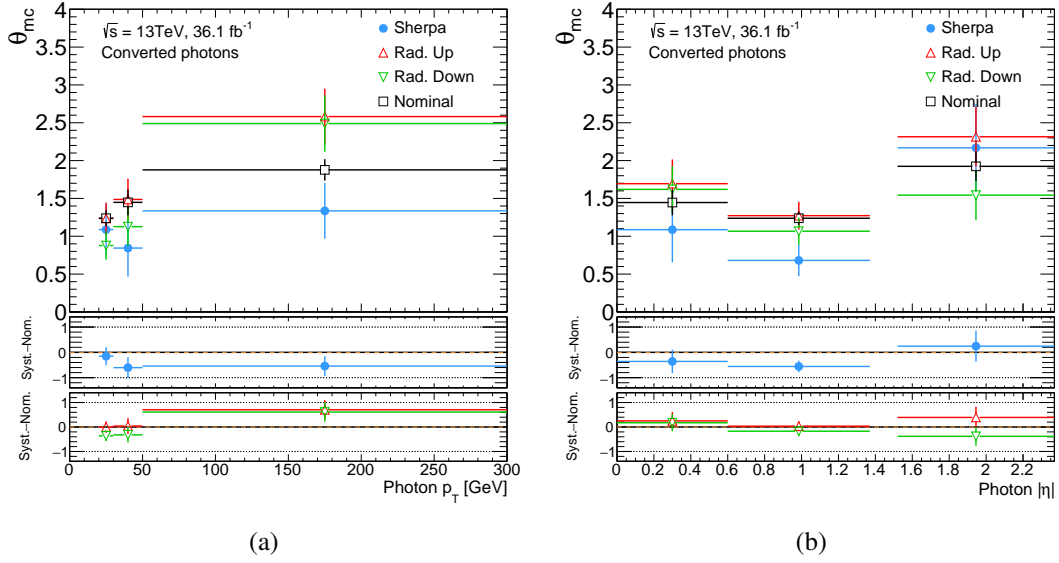 θmc
4
3.5
3
2.5
2
1.5
1
0.5
0
√s = 13TeV, 36.1 fb⁻¹
Converted photons
Sherpa
Rad. Up
Rad. Down
Nominal
Syst.–Nom.
1
0
−1
Syst.–Nom.
1
0
−1
0 50 100 150 200 250 300
Photon p_T [GeV]
(a)
θmc
4
3.5
3
2.5
2
1.5
1
0.5
0
√s = 13TeV, 36.1 fb⁻¹
Converted photons
Sherpa
Rad. Up
Rad. Down
Nominal
Syst.–Nom.
1
0
−1
Syst.–Nom.
1
0
−1
0 0.2 0.4 0.6 0.8 1 1.2 1.4 1.6 1.8 2 2.2
Photon |η|
(b)